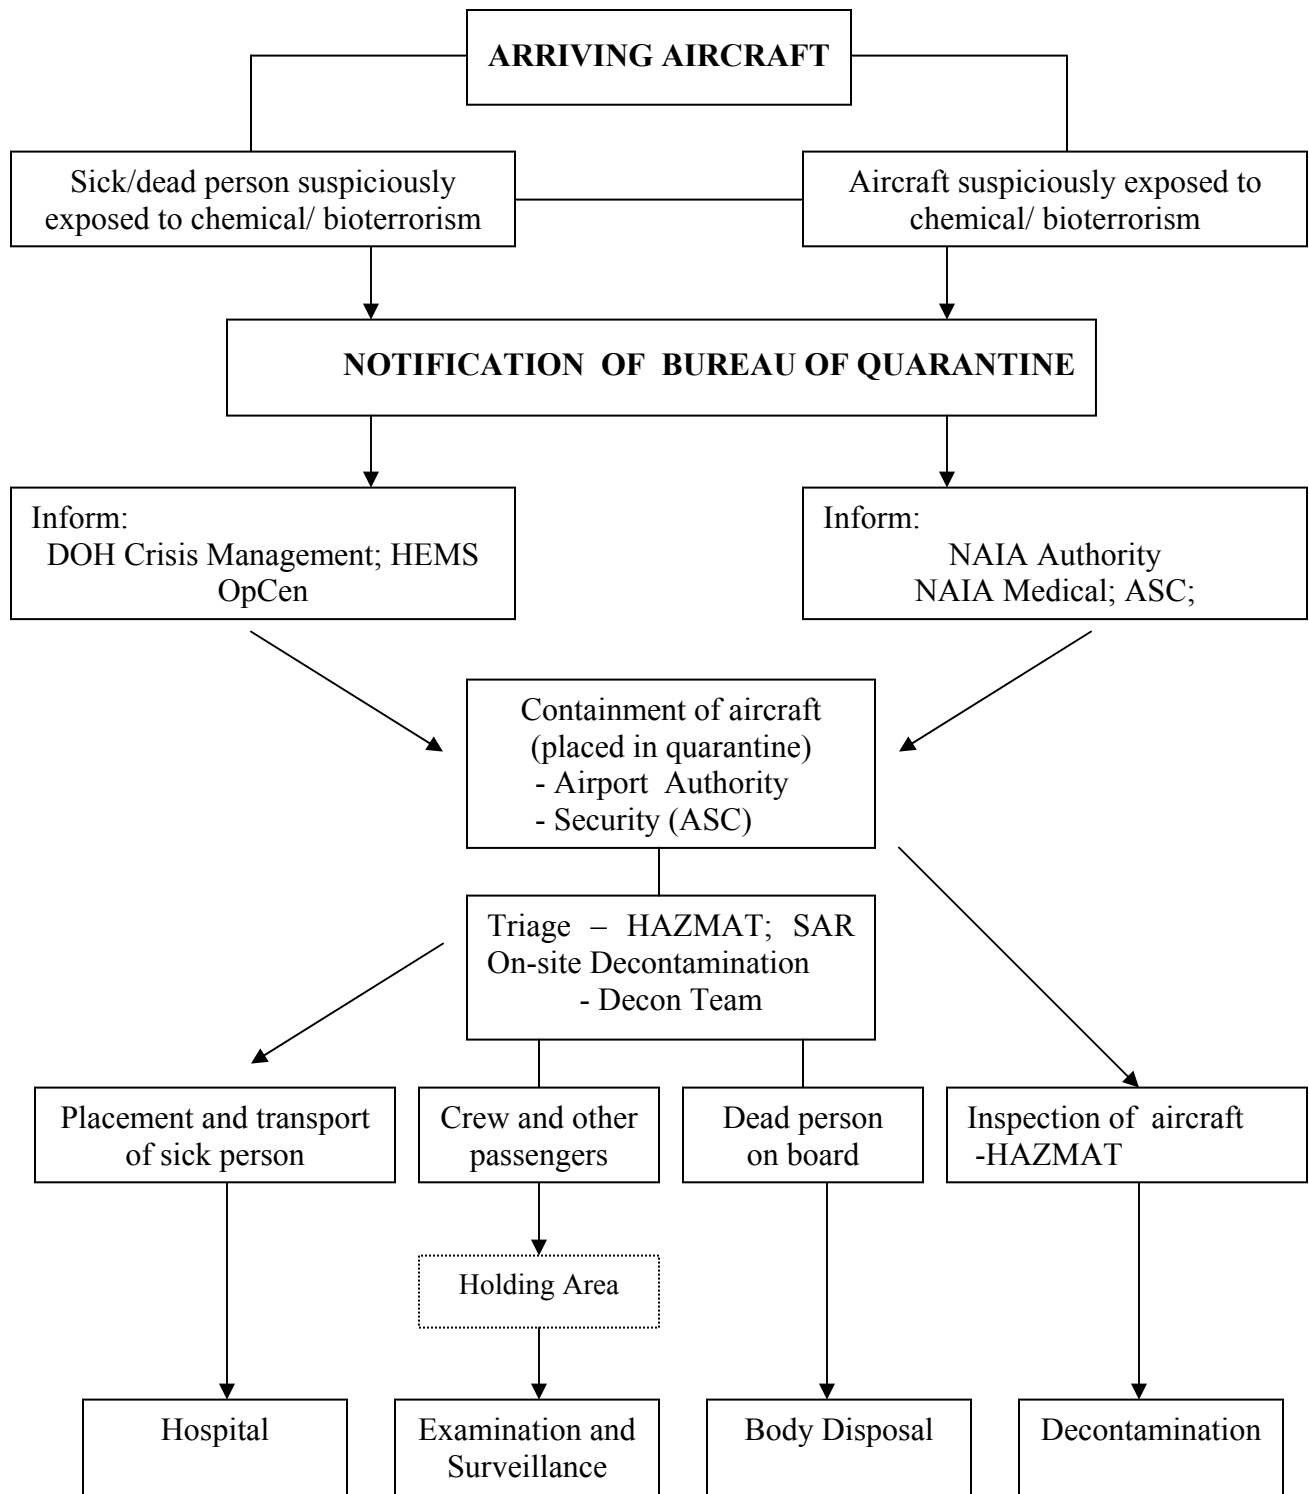 ARRIVING AIRCRAFT
Sick/dead person suspiciously
exposed to chemical/ bioterrorism
Aircraft suspiciously exposed to
chemical/ bioterrorism
NOTIFICATION OF BUREAU OF QUARANTINE
Inform:
DOH Crisis Management; HEMS
OpCen
Inform:
NAIA Authority
NAIA Medical; ASC;
Containment of aircraft
(placed in quarantine)
- Airport Authority
- Security (ASC)
Triage – HAZMAT; SAR
On-site Decontamination
- Decon Team
Placement and transport
of sick person
Crew and other
passengers
Dead person
on board
Inspection of aircraft
-HAZMAT
Holding Area
Hospital
Examination and
Surveillance
Body Disposal
Decontamination